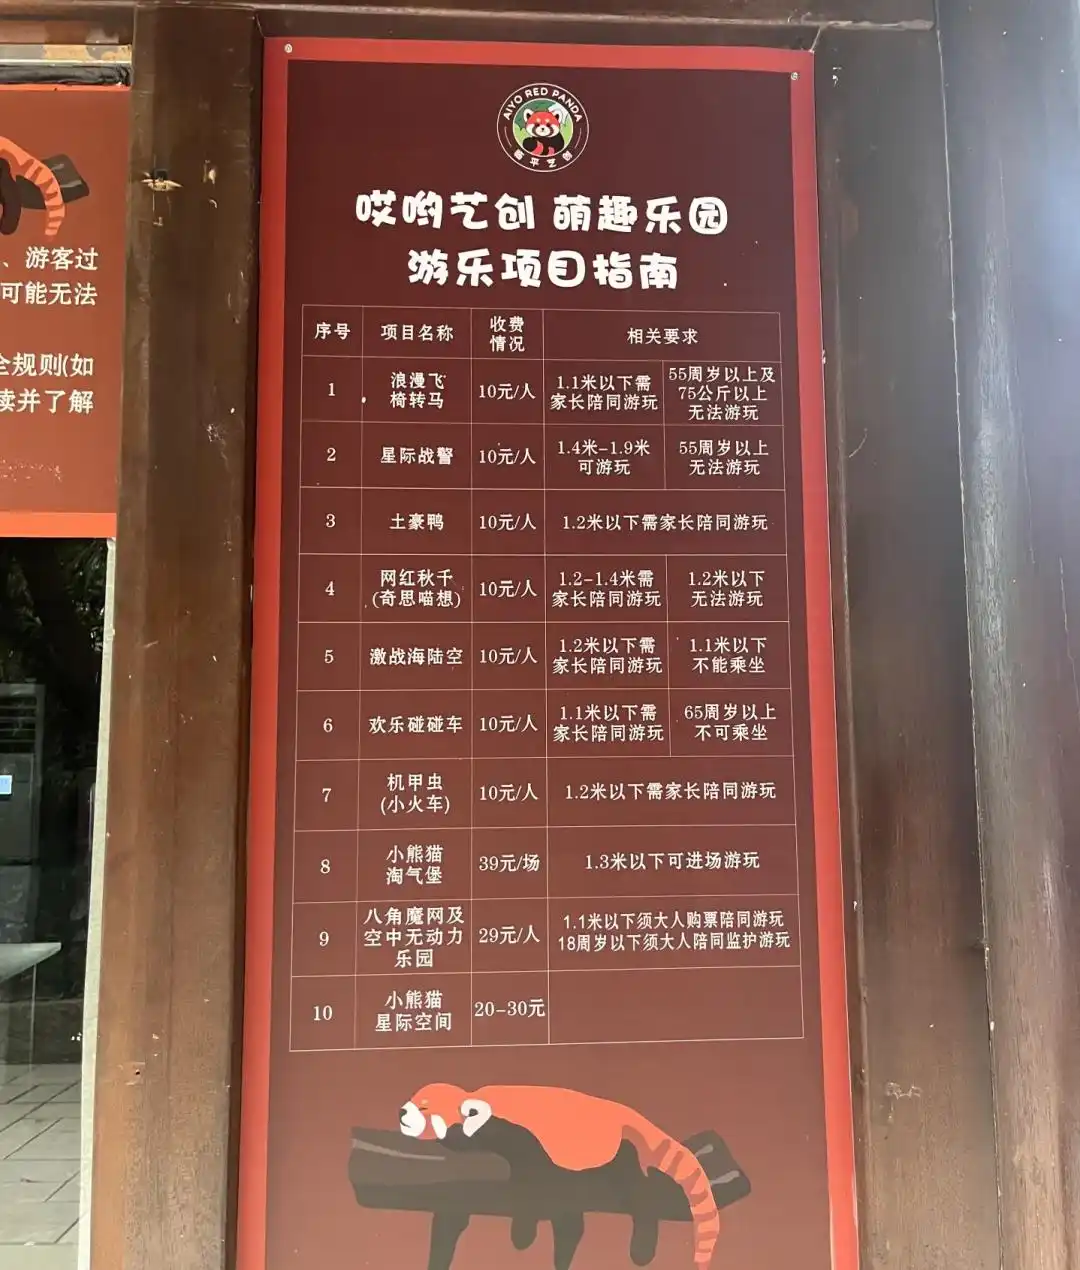 AIYO RED PANDA
临平艺创
哎哟艺创 萌趣乐园
游乐项目指南
序号 项目名称 收费情况 相关要求
1 浪漫飞椅转马 10元/人 1.1米以下需家长陪同游玩 55周岁以上及75公斤以上无法游玩
2 星际战警 10元/人 1.4米-1.9米可游玩 55周岁以上无法游玩
3 土豪鸭 10元/人 1.2米以下需家长陪同游玩
4 网红秋千(奇思喵想) 10元/人 1.2-1.4米需家长陪同游玩 1.2米以下无法游玩
5 激战海陆空 10元/人 1.2米以下需家长陪同游玩 1.1米以下不能乘坐
6 欢乐碰碰车 10元/人 1.1米以下需家长陪同游玩 65周岁以上不可乘坐
7 机甲虫(小火车) 10元/人 1.2米以下需家长陪同游玩
8 小熊猫淘气堡 39元/场 1.3米以下可进场游玩
9 八角魔网及空中无动力乐园 29元/人 1.1米以下须大人购票陪同游玩 18周岁以下须大人陪同监护游玩
10 小熊猫星际空间 20-30元
、游客过
可能无法
全规则(如
读并了解